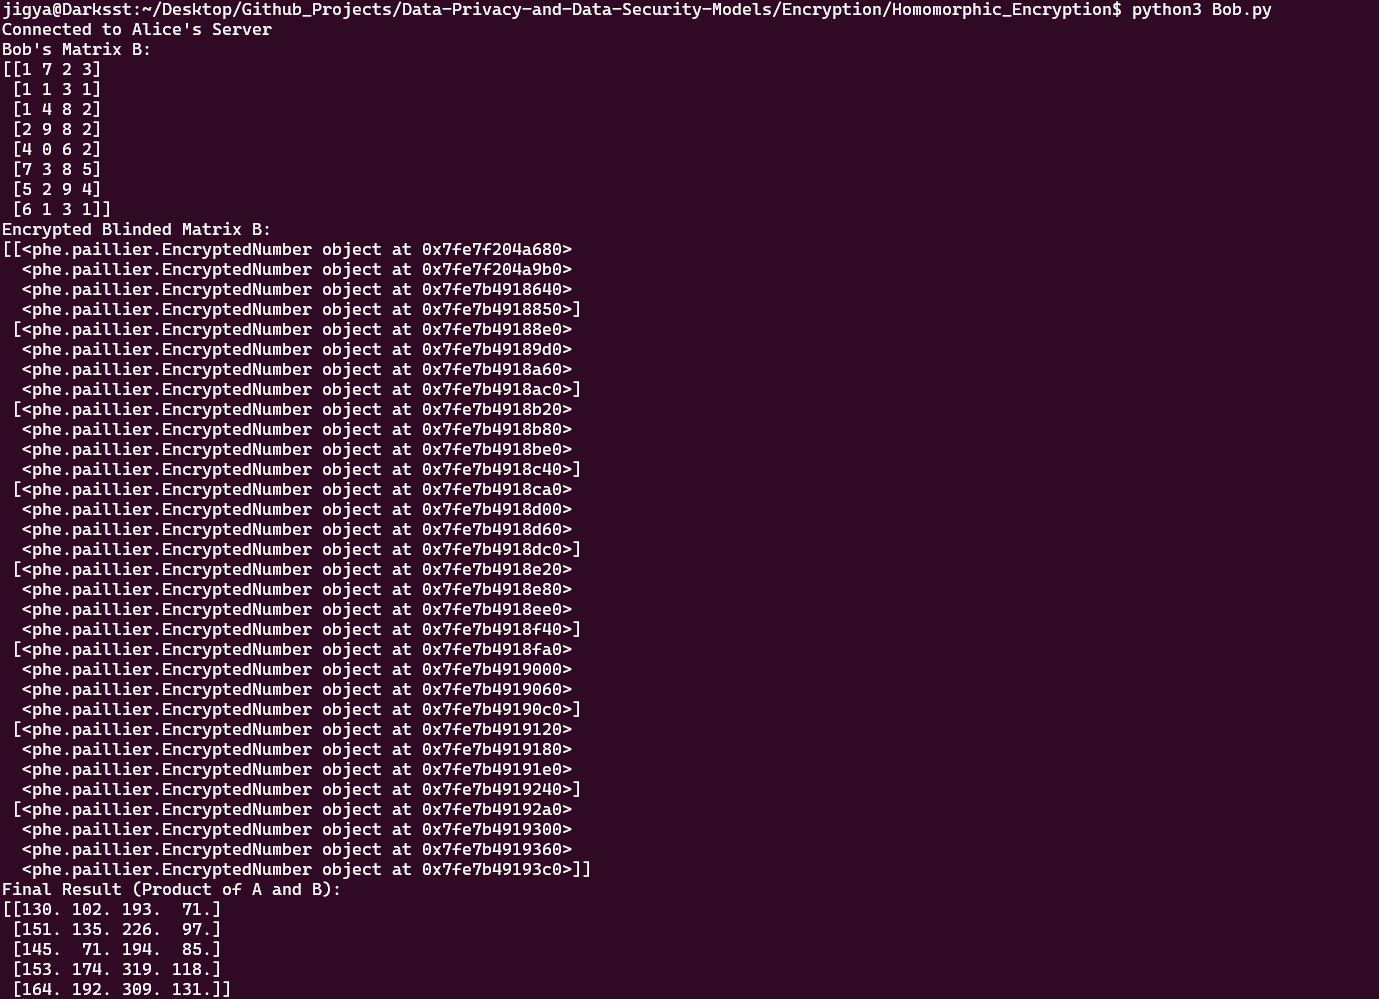 jigya@Darksst:~/Desktop/Github_Projects/Data-Privacy-and-Data-Security-Models/Encryption/Homomorphic_Encryption$ python3 Bob.py
Connected to Alice's Server
Bob's Matrix B:
[[1 7 2 3]
 [1 1 3 1]
 [1 4 8 2]
 [2 9 8 2]
 [4 0 6 2]
 [7 3 8 5]
 [5 2 9 4]
 [6 1 3 1]]
Encrypted Blinded Matrix B:
[[<phe.paillier.EncryptedNumber object at 0x7fe7f204a680>
  <phe.paillier.EncryptedNumber object at 0x7fe7f204a9b0>
  <phe.paillier.EncryptedNumber object at 0x7fe7b4918640>
  <phe.paillier.EncryptedNumber object at 0x7fe7b4918850>]
 [<phe.paillier.EncryptedNumber object at 0x7fe7b49188e0>
  <phe.paillier.EncryptedNumber object at 0x7fe7b49189d0>
  <phe.paillier.EncryptedNumber object at 0x7fe7b4918a60>
  <phe.paillier.EncryptedNumber object at 0x7fe7b4918ac0>]
 [<phe.paillier.EncryptedNumber object at 0x7fe7b4918b20>
  <phe.paillier.EncryptedNumber object at 0x7fe7b4918b80>
  <phe.paillier.EncryptedNumber object at 0x7fe7b4918be0>
  <phe.paillier.EncryptedNumber object at 0x7fe7b4918c40>]
 [<phe.paillier.EncryptedNumber object at 0x7fe7b4918ca0>
  <phe.paillier.EncryptedNumber object at 0x7fe7b4918d00>
  <phe.paillier.EncryptedNumber object at 0x7fe7b4918d60>
  <phe.paillier.EncryptedNumber object at 0x7fe7b4918dc0>]
 [<phe.paillier.EncryptedNumber object at 0x7fe7b4918e20>
  <phe.paillier.EncryptedNumber object at 0x7fe7b4918e80>
  <phe.paillier.EncryptedNumber object at 0x7fe7b4918ee0>
  <phe.paillier.EncryptedNumber object at 0x7fe7b4918f40>]
 [<phe.paillier.EncryptedNumber object at 0x7fe7b4918fa0>
  <phe.paillier.EncryptedNumber object at 0x7fe7b4919000>
  <phe.paillier.EncryptedNumber object at 0x7fe7b4919060>
  <phe.paillier.EncryptedNumber object at 0x7fe7b49190c0>]
 [<phe.paillier.EncryptedNumber object at 0x7fe7b4919120>
  <phe.paillier.EncryptedNumber object at 0x7fe7b4919180>
  <phe.paillier.EncryptedNumber object at 0x7fe7b49191e0>
  <phe.paillier.EncryptedNumber object at 0x7fe7b4919240>]
 [<phe.paillier.EncryptedNumber object at 0x7fe7b49192a0>
  <phe.paillier.EncryptedNumber object at 0x7fe7b4919300>
  <phe.paillier.EncryptedNumber object at 0x7fe7b4919360>
  <phe.paillier.EncryptedNumber object at 0x7fe7b49193c0>]]
Final Result (Product of A and B):
[[130. 102. 193.  71.]
 [151. 135. 226.  97.]
 [145.  71. 194.  85.]
 [153. 174. 319. 118.]
 [164. 192. 309. 131.]]